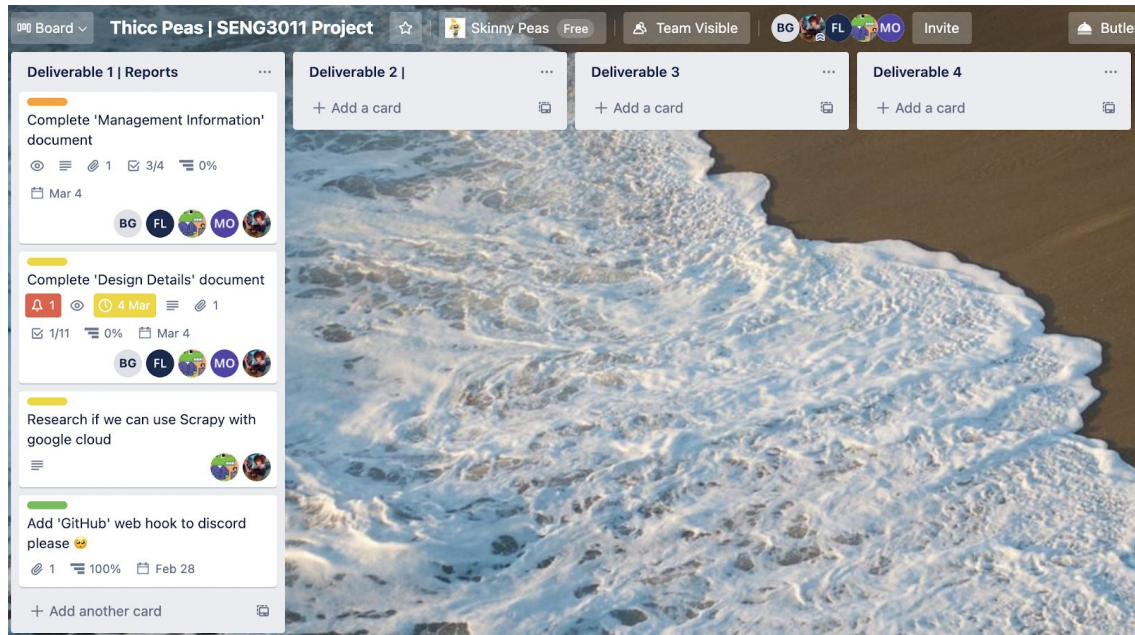 Board
Thicc Peas | SENG3011 Project
Skinny Peas Free
Team Visible
BG FL MO
Invite
Butle
Deliverable 1 | Reports
Complete 'Management Information'
document
1 3/4 0%
Mar 4
BG FL MO
Complete 'Design Details' document
1 4 Mar 1
1/11 0% Mar 4
BG FL MO
Research if we can use Scrapy with
google cloud
Add 'GitHub' web hook to discord
please 🥺
1 100% Feb 28
+ Add another card
Deliverable 2 |
+ Add a card
Deliverable 3
+ Add a card
Deliverable 4
+ Add a card